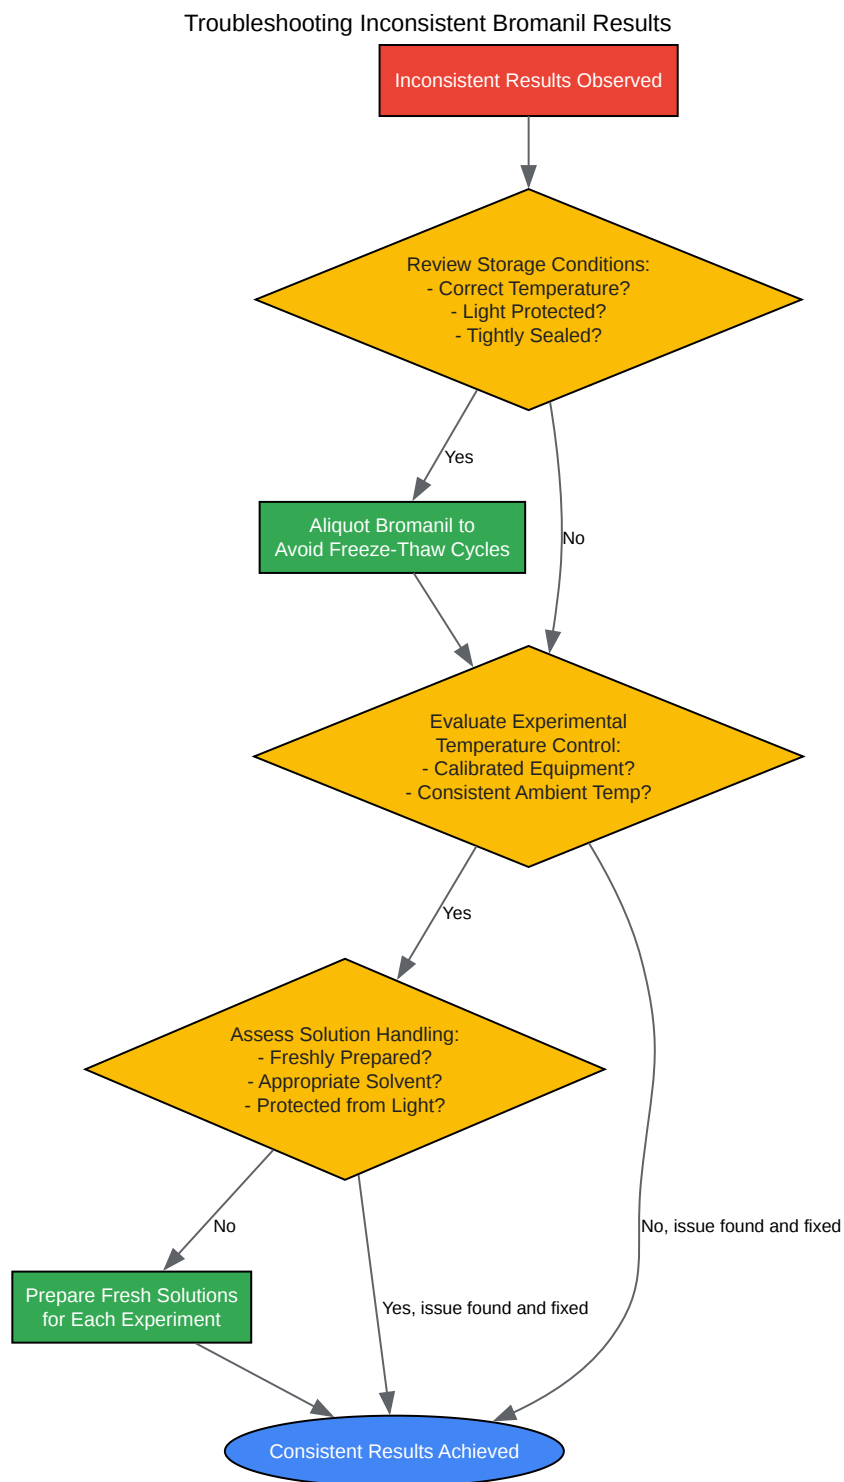 Troubleshooting Inconsistent Bromanil Results
Inconsistent Results Observed
Review Storage Conditions:
- Correct Temperature?
- Light Protected?
- Tightly Sealed?
Yes
No
Aliquot Bromanil to
Avoid Freeze-Thaw Cycles
Evaluate Experimental
Temperature Control:
- Calibrated Equipment?
- Consistent Ambient Temp?
Yes
Assess Solution Handling:
- Freshly Prepared?
- Appropriate Solvent?
- Protected from Light?
No
No, issue found and fixed
Prepare Fresh Solutions
for Each Experiment
Yes, issue found and fixed
Consistent Results Achieved